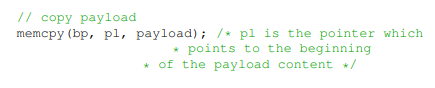 // copy payload
memcpy(bp, pl, payload); /* pl is the pointer which
* points to the beginning
* of the payload content */